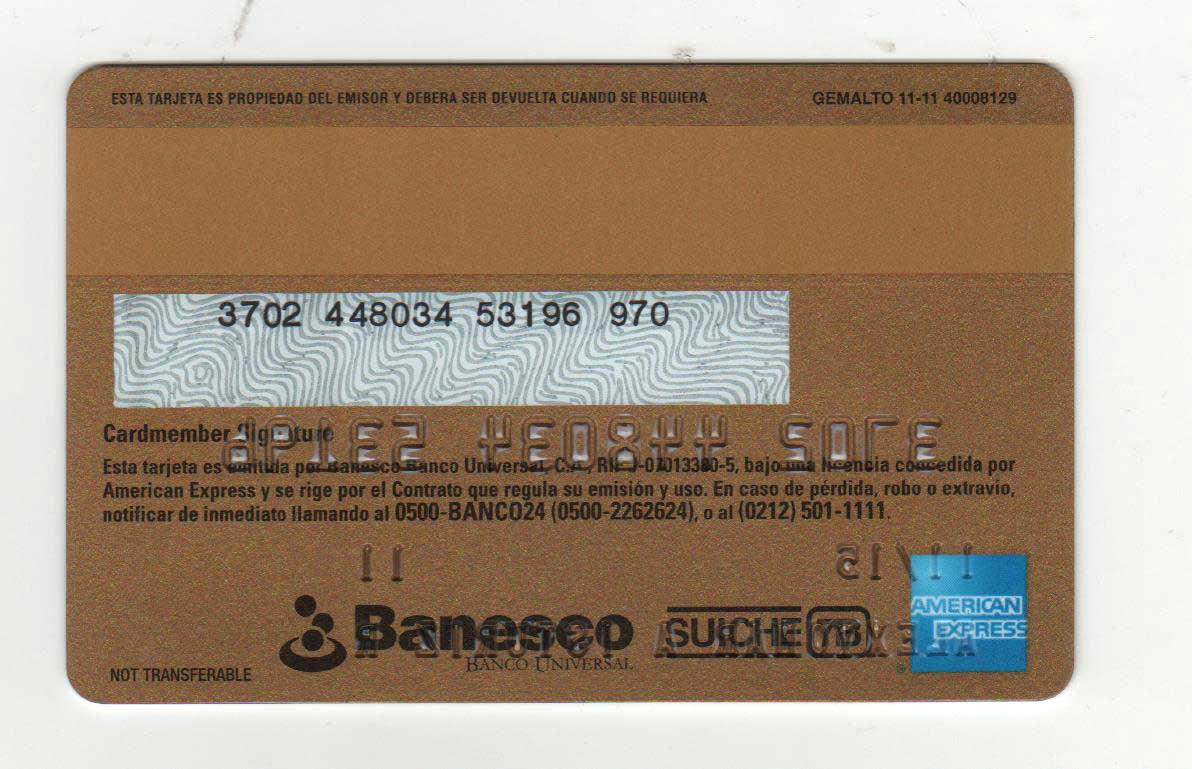 ESTA TARJETA ES PROPIEDAD DEL EMISOR Y DEBERA SER DEVUELTA CUANDO SE REQUIERA
GEMALTO 11-11 40008129
3702 448034 53196 970
Cardmember Signature
Esta tarjeta es emitida por Banesco Banco Universal, C.A., RIF J-07013380-5, bajo una licencia concedida por
American Express y se rige por el Contrato que regula su emisión y uso. En caso de pérdida, robo o extravío,
notificar de inmediato llamando al 0500-BANCO24 (0500-2262624), o al (0212) 501-1111.
Banesco
BANCO UNIVERSAL
SUICHE 7B
AMERICAN
EXPRESS
®
NOT TRANSFERABLE